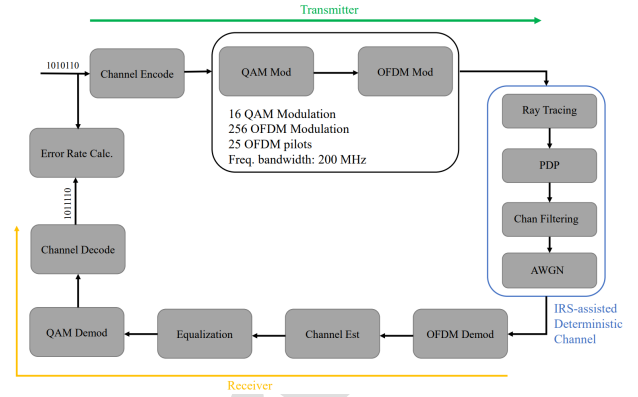 Transmitter
1010110
Channel Encode
QAM Mod
OFDM Mod
16 QAM Modulation
256 OFDM Modulation
25 OFDM pilots
Freq. bandwidth: 200 MHz
Ray Tracing
PDP
Chan Filtering
AWGN
IRS-assisted
Deterministic
Channel
Error Rate Calc.
1011110
Channel Decode
QAM Demod
Equalization
Channel Est
OFDM Demod
Receiver